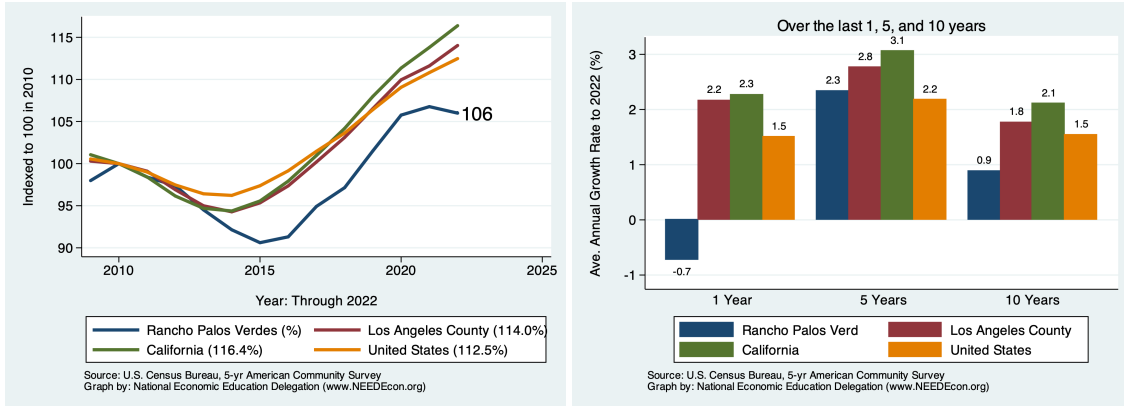 Indexed to 100 in 2010
115
110
105
100
95
90
106
2010
2015
2020
2025
Year: Through 2022
Rancho Palos Verdes (%)
Los Angeles County (114.0%)
California (116.4%)
United States (112.5%)
Source: U.S. Census Bureau, 5-yr American Community Survey
Graph by: National Economic Education Delegation (www.NEEDEcon.org)
Over the last 1, 5, and 10 years
Ave. Annual Growth Rate to 2022 (%)
3
2
1
0
-1
-0.7
2.2
2.3
1.5
2.3
2.8
3.1
2.2
0.9
1.8
2.1
1.5
1 Year
5 Years
10 Years
Rancho Palos Verd
Los Angeles County
California
United States
Source: U.S. Census Bureau, 5-yr American Community Survey
Graph by: National Economic Education Delegation (www.NEEDEcon.org)